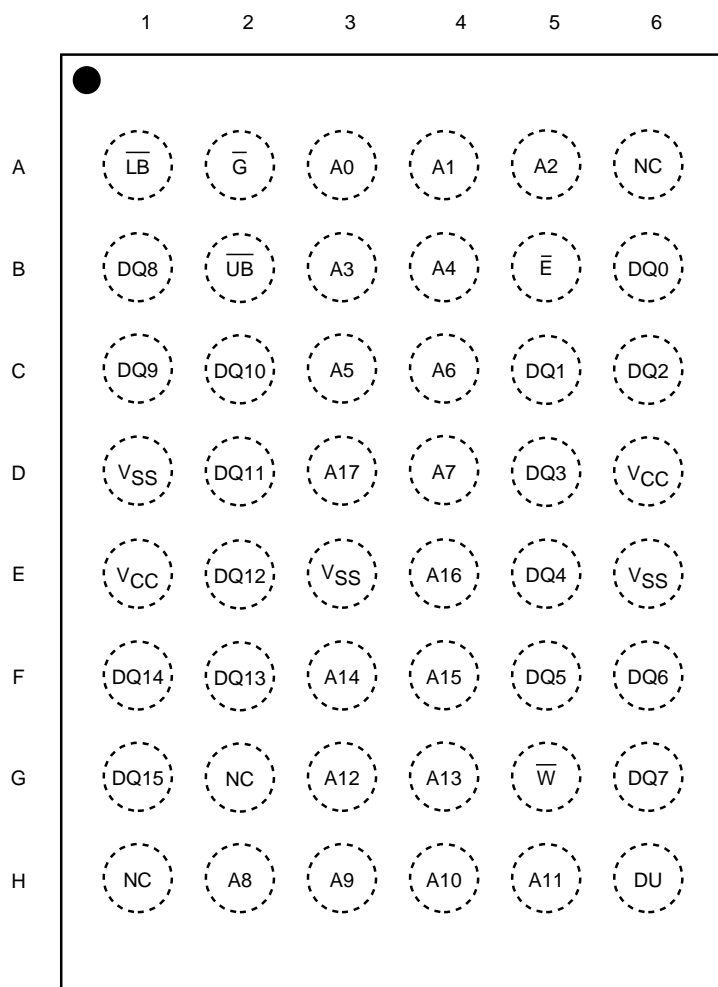 1 2 3 4 5 6
A L̅B̅ G̅ A0 A1 A2 NC
B DQ8 U̅B̅ A3 A4 E̅ DQ0
C DQ9 DQ10 A5 A6 DQ1 DQ2
D VSS DQ11 A17 A7 DQ3 VCC
E VCC DQ12 VSS A16 DQ4 VSS
F DQ14 DQ13 A14 A15 DQ5 DQ6
G DQ15 NC A12 A13 W̅ DQ7
H NC A8 A9 A10 A11 DU